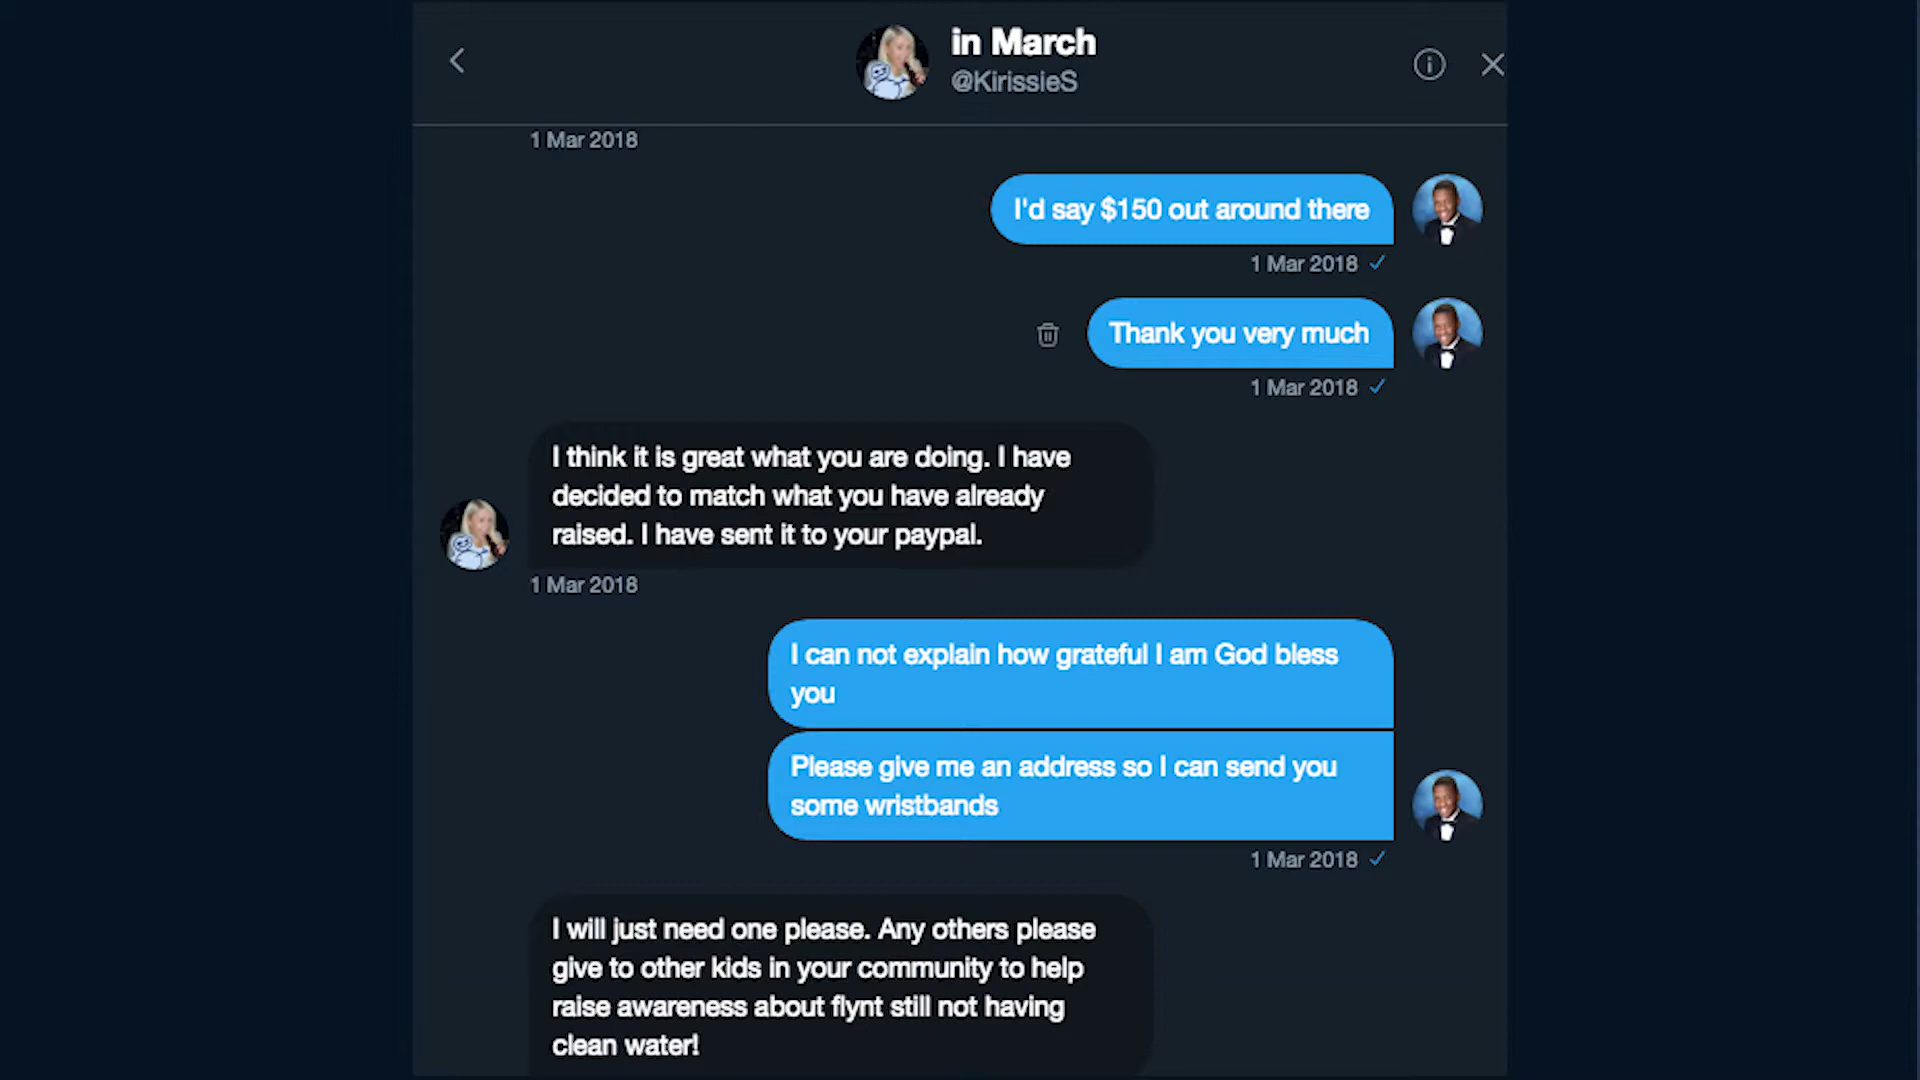 in March
@KirissieS
1 Mar 2018
I'd say $150 out around there
1 Mar 2018
Thank you very much
1 Mar 2018
I think it is great what you are doing. I have
decided to match what you have already
raised. I have sent it to your paypal.
1 Mar 2018
I can not explain how grateful I am God bless
you
Please give me an address so I can send you
some wristbands
1 Mar 2018
I will just need one please. Any others please
give to other kids in your community to help
raise awareness about flynt still not having
clean water!